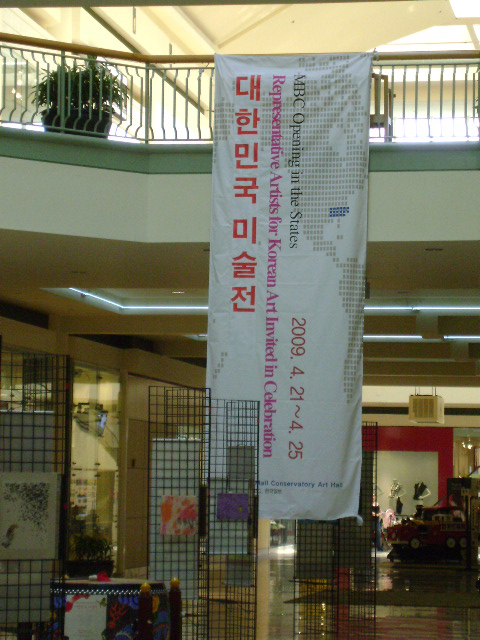 대한민국 미술전
Representative Artists for Korean Art Invited in Celebration
MBC Opening in the States
2009. 4. 21~4. 25
Mall Conservatory Art Hall